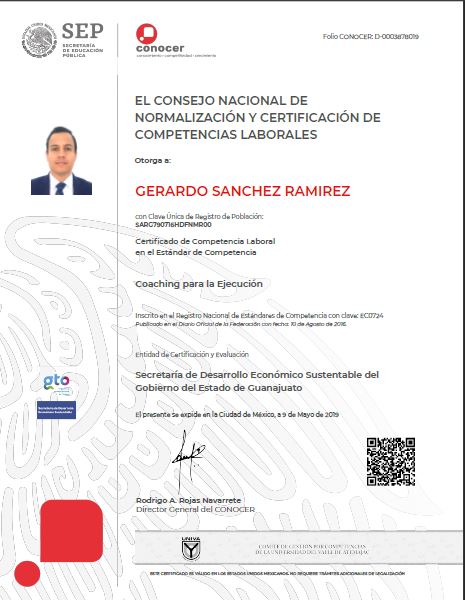 SEP
SECRETARÍA
DE EDUCACIÓN
PÚBLICA
conocer
conocimiento • competitividad • crecimiento
Folio CONOCER: D-0003878019
EL CONSEJO NACIONAL DE
NORMALIZACIÓN Y CERTIFICACIÓN DE
COMPETENCIAS LABORALES
Otorga a:
GERARDO SANCHEZ RAMIREZ
con Clave Única de Registro de Población:
SARG790716HDFNMR00
Certificado de Competencia Laboral
en el Estándar de Competencia
Coaching para la Ejecución
Inscrito en el Registro Nacional de Estándares de Competencia con clave: EC0724
Publicado en el Diario Oficial de la Federación con fecha: 10 de Agosto de 2016.
Entidad de Certificación y Evaluación
Secretaría de Desarrollo Económico Sustentable del
Gobierno del Estado de Guanajuato
gto
Secretaría de Desarrollo
Económico Sustentable
El presente se expide en la Ciudad de México, a 9 de Mayo de 2019
Rodrigo A. Rojas Navarrete
Director General del CONOCER
UNIVA
COMITÉ DE GESTIÓN POR COMPETENCIAS
DE LA UNIVERSIDAD DEL VALLE DE ATEMAJAC
ESTE CERTIFICADO ES VÁLIDO EN LOS ESTADOS UNIDOS MEXICANOS, NO REQUIERE TRÁMITES ADICIONALES DE LEGALIZACIÓN